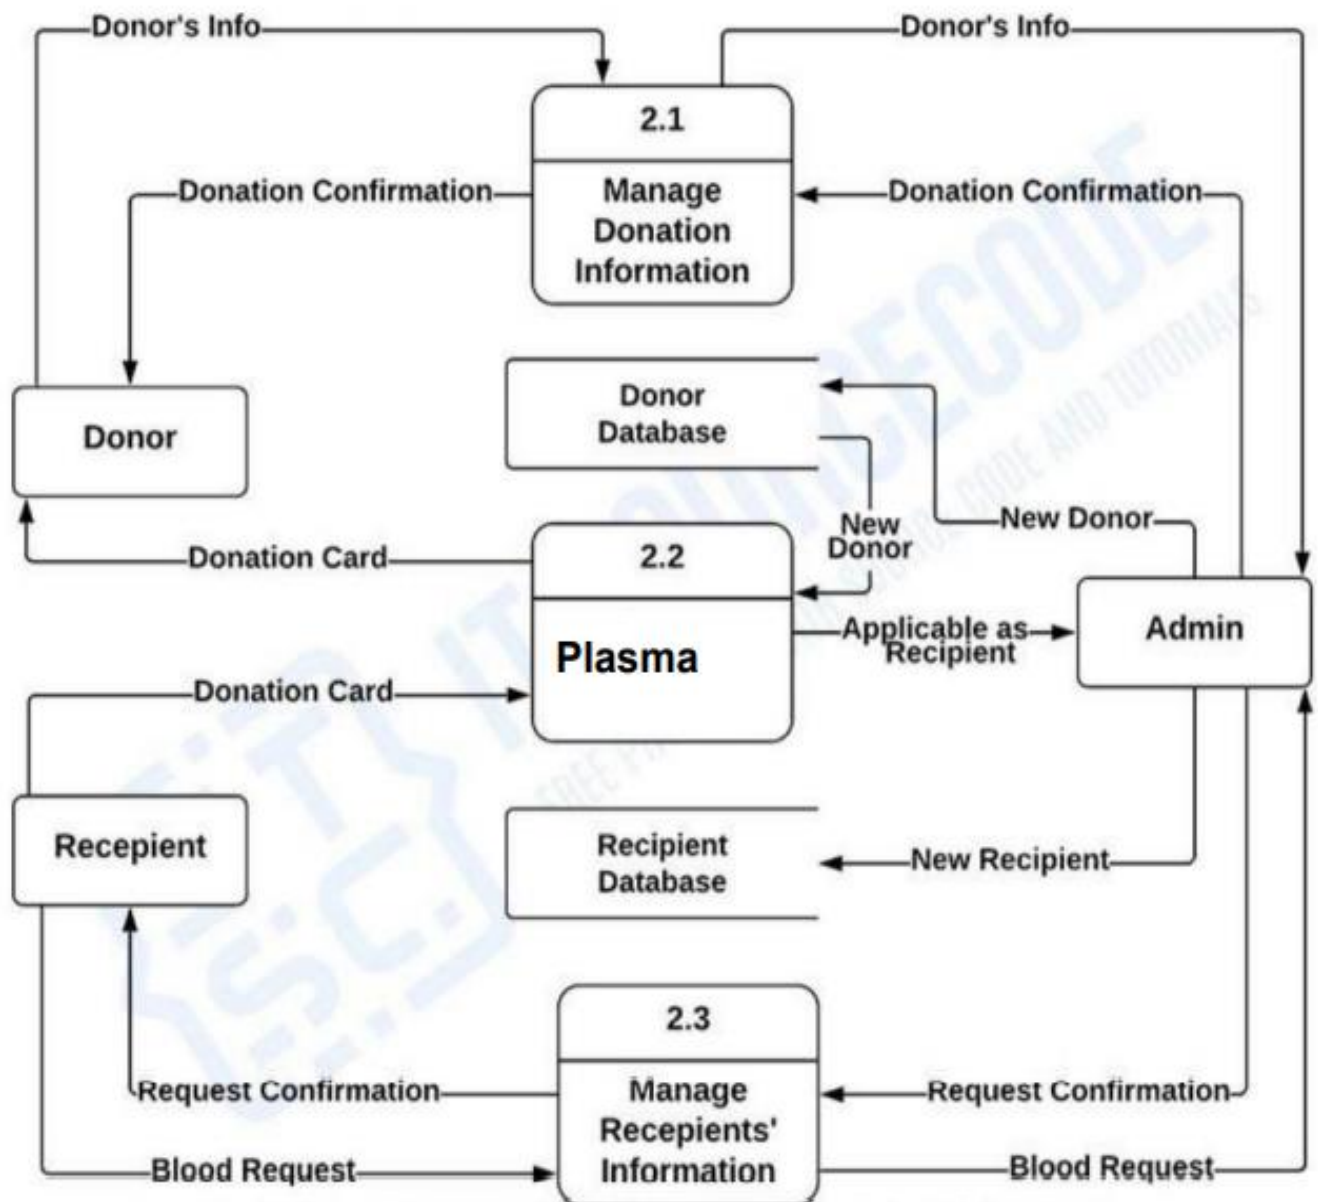 Donor's Info
Donor's Info
2.1
Donation Confirmation
Manage
Donation
Information
Donation Confirmation
Donor
Database
Donor
New Donor
New
Donor
Donation Card
2.2
Applicable as
Recipient
Admin
Plasma
Donation Card
Recepient
Recipient
Database
New Recipient
2.3
Request Confirmation
Manage
Recepients'
Information
Request Confirmation
Blood Request
Blood Request